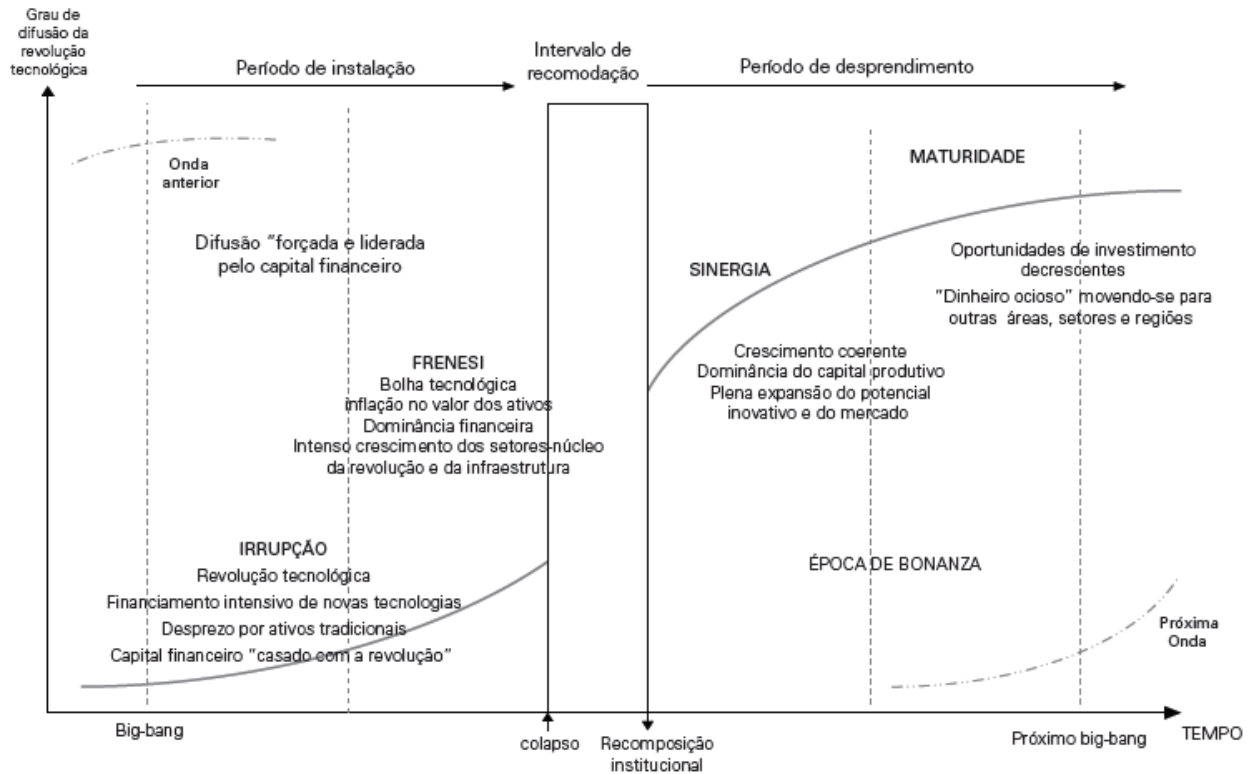 Grau de
difusão da
revolução
tecnológica
Período de instalação
Intervalo de
recomodação
Período de desprendimento
Onda
anterior
Difusão “forçada e liderada
pelo capital financeiro
FRENESI
Bolha tecnológica
inflação no valor dos ativos
Dominância financeira
Intenso crescimento dos setores-núcleo
da revolução e da infraestrutura
IRRUPÇÃO
Revolução tecnológica
Financiamento intensivo de novas tecnologias
Desprezo por ativos tradicionais
Capital financeiro “casado com a revolução”
MATURIDADE
SINERGIA
Oportunidades de investimento
decrescentes
“Dinheiro ocioso” movendo-se para
outras áreas, setores e regiões
Crescimento coerente
Dominância do capital produtivo
Plena expansão do potencial
inovativo e do mercado
ÉPOCA DE BONANZA
Próxima
Onda
Big-bang
colapso
Recomposição
institucional
Próximo big-bang
TEMPO